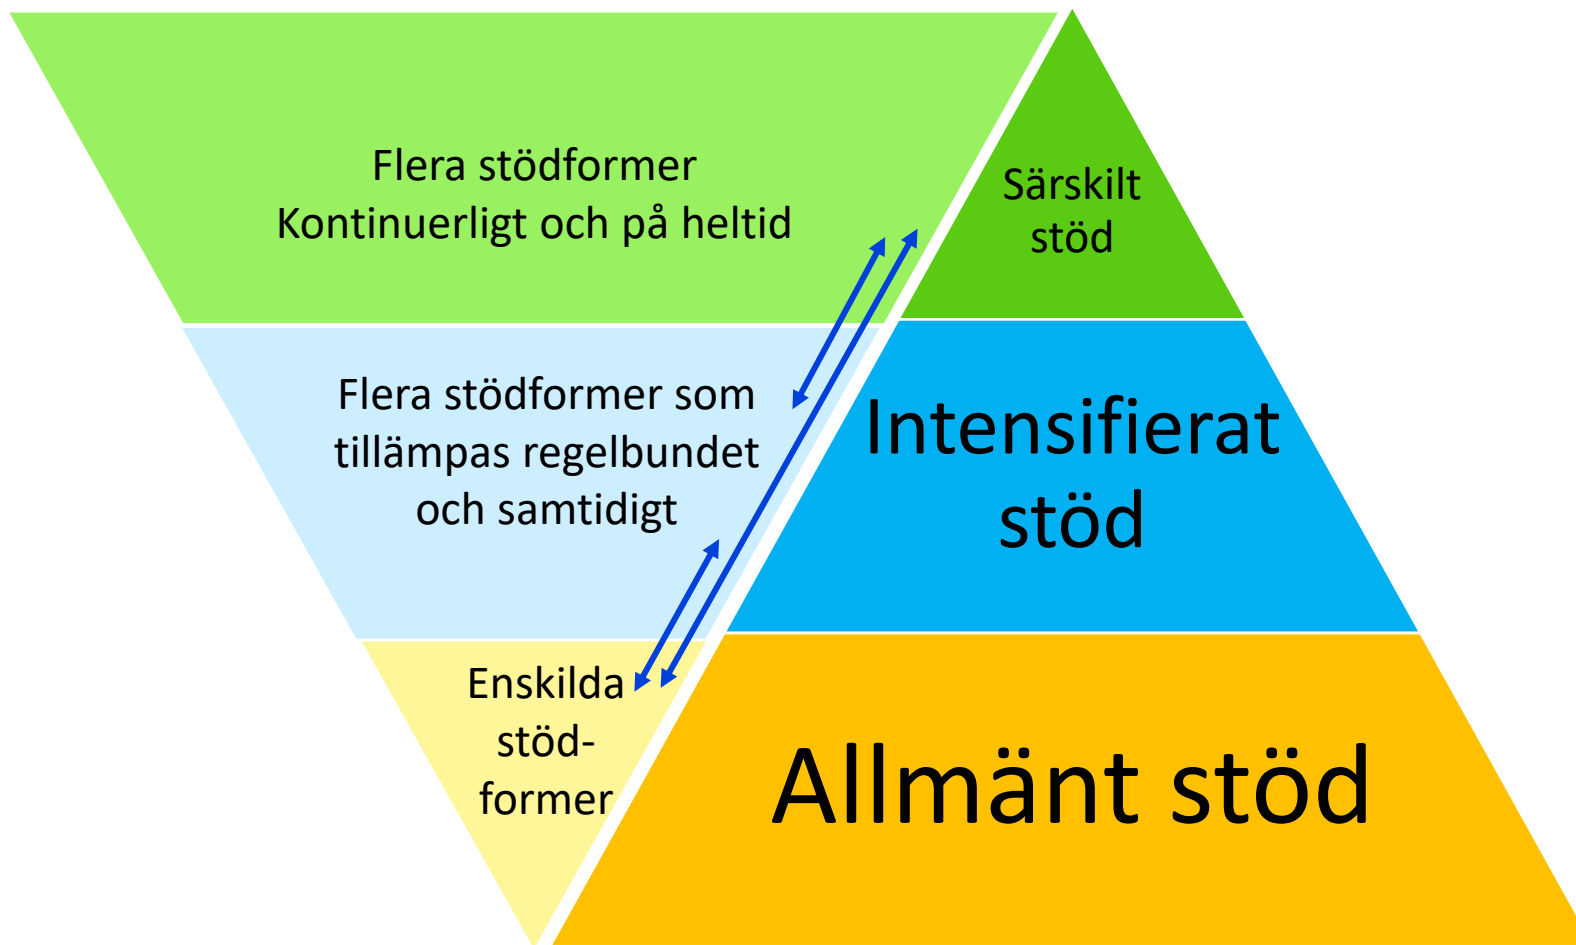 Flera stödformer
Kontinuerligt och på heltid
Särskilt
stöd
Flera stödformer som
tillämpas regelbundet
och samtidigt
Intensifierat
stöd
Enskilda
stöd-
former
Allmänt stöd